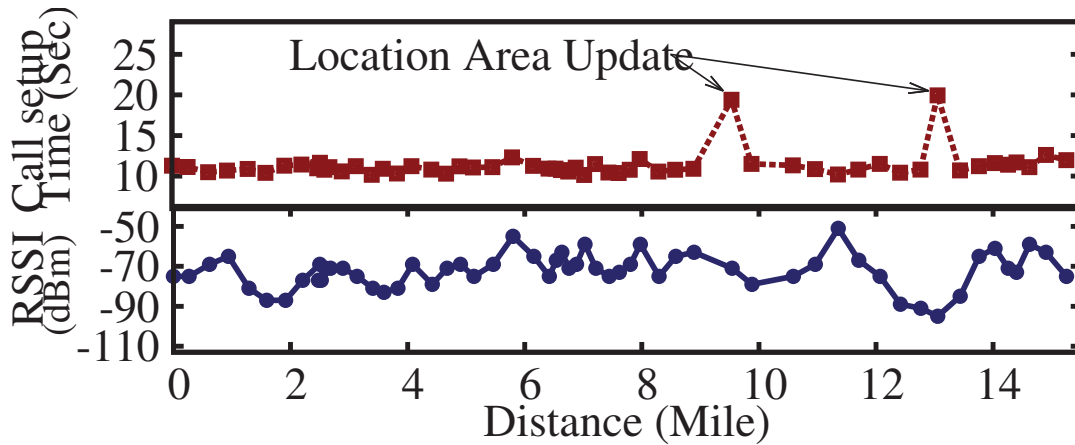 Call setup
Time (Sec)
25
20
15
10
Location Area Update
RSSI
(dBm)
-50
-70
-90
-110
0 2 4 6 8 10 12 14
Distance (Mile)